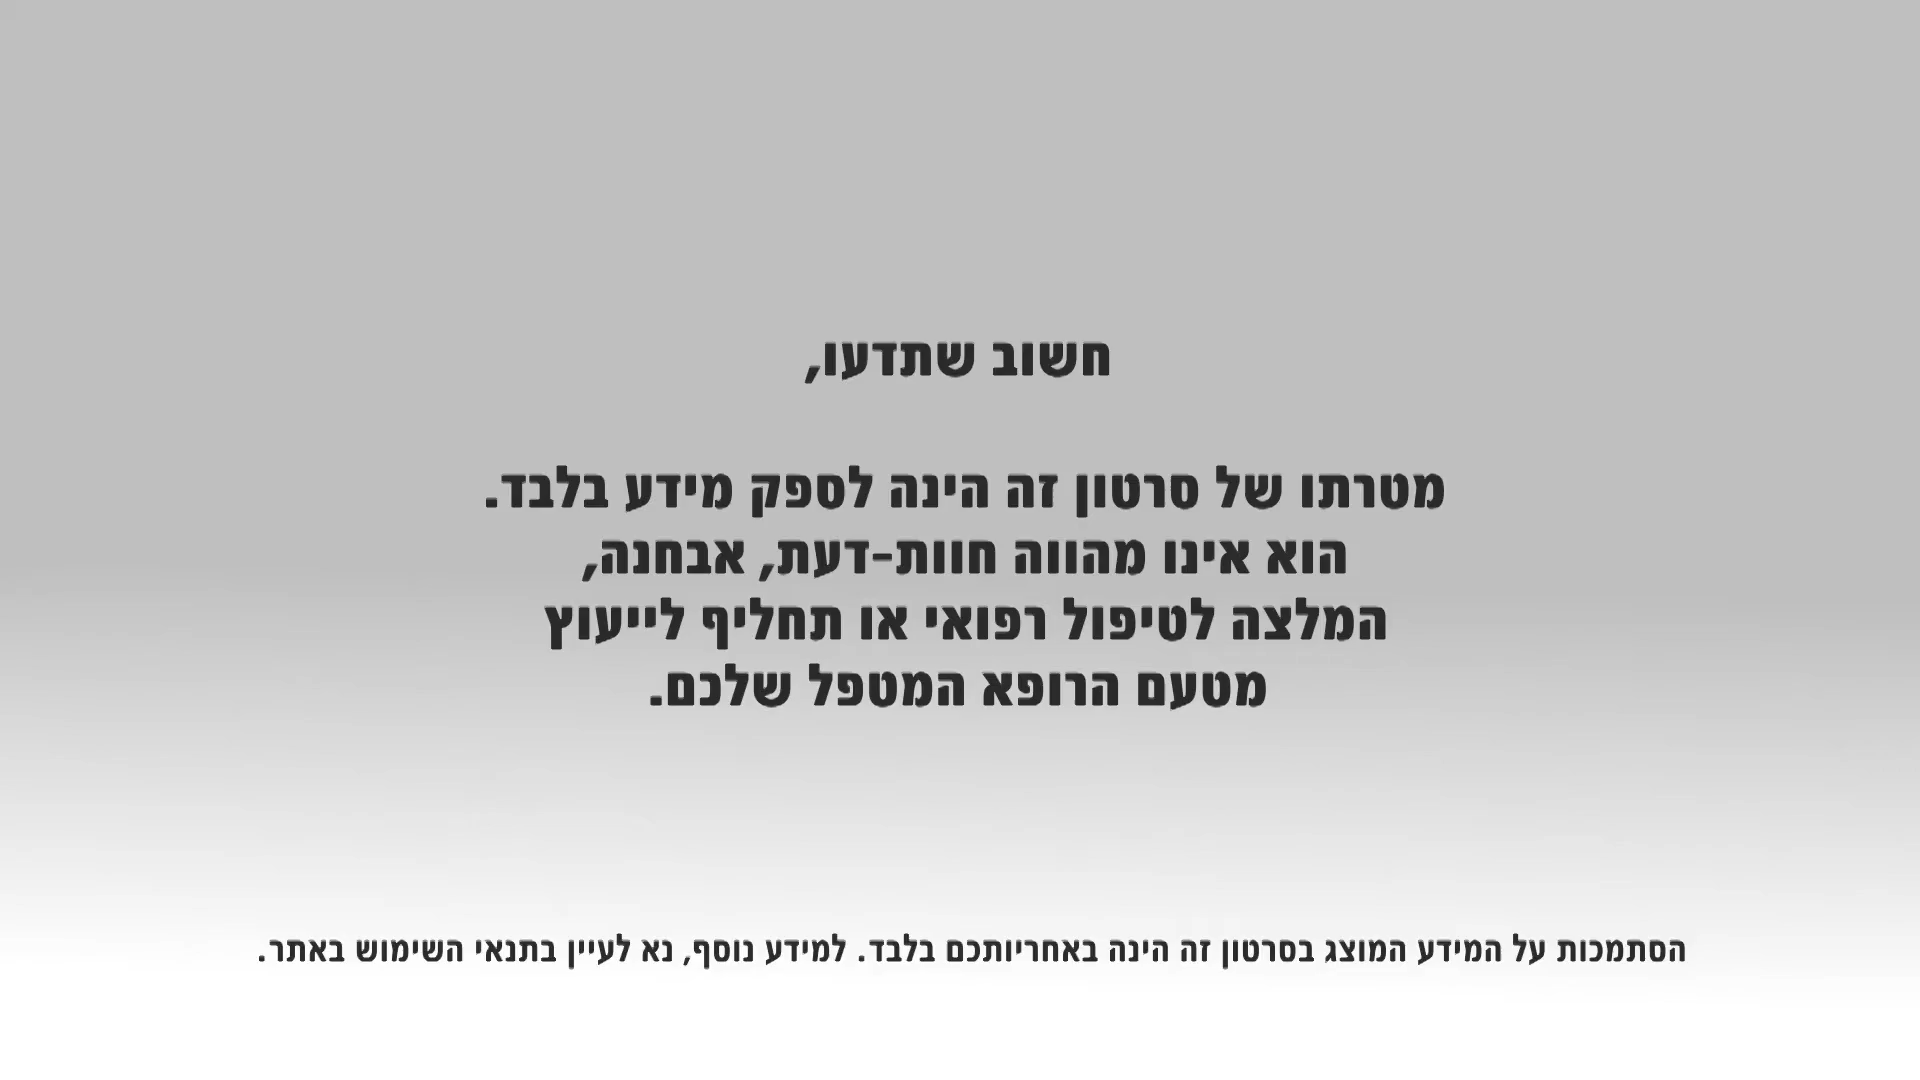 חשוב שתדעו,
מטרתו של סרטון זה הינה לספק מידע בלבד.
הוא אינו מהווה חוות-דעת, אבחנה,
המלצה לטיפול רפואי או תחליף לייעוץ
מטעם הרופא המטפל שלכם.
הסתמכות על המידע המוצג בסרטון זה הינה באחריותכם בלבד. למידע נוסף, נא לעיין בתנאי השימוש באתר.